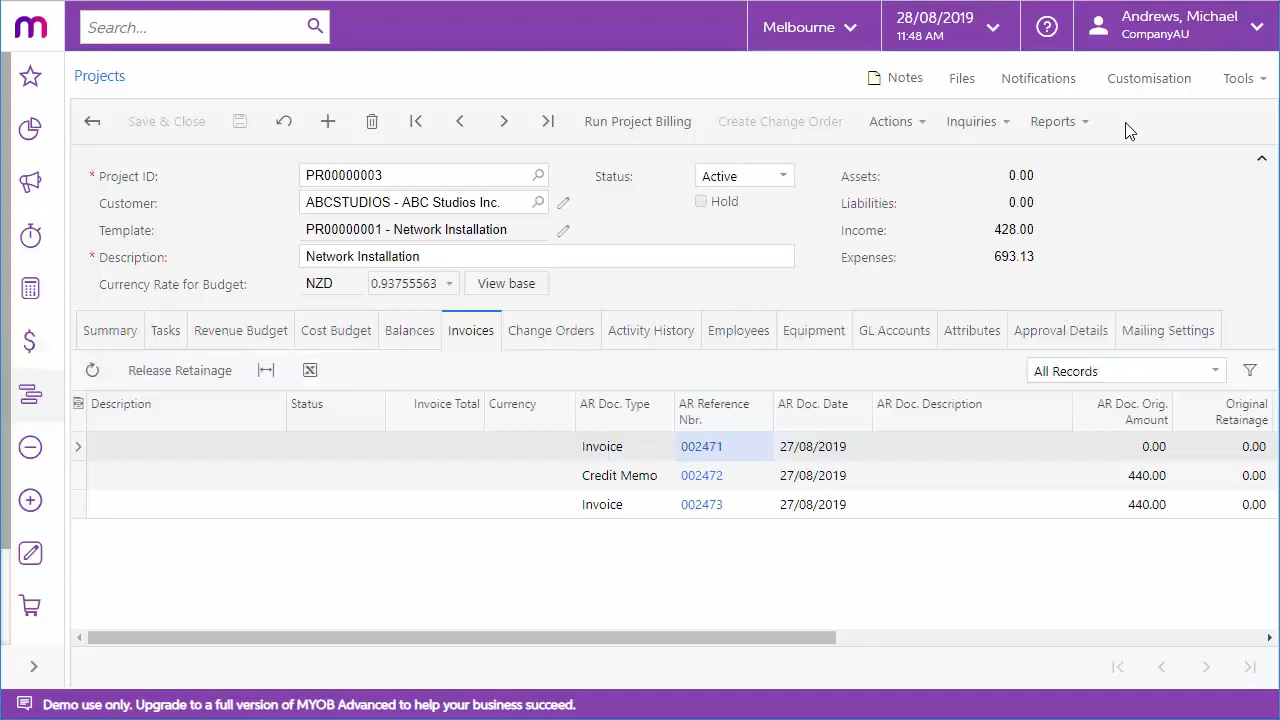 Search...
Melbourne
28/08/2019
11:48 AM
Andrews, Michael
CompanyAU
Projects
Notes
Files
Notifications
Customisation
Tools
Save & Close
Run Project Billing
Create Change Order
Actions
Inquiries
Reports
* Project ID: PR00000003 Status: Active Assets: 0.00
Customer: ABCSTUDIOS - ABC Studios Inc. Hold Liabilities: 0.00
Template: PR00000001 - Network Installation Income: 428.00
* Description: Network Installation Expenses: 693.13
Currency Rate for Budget: NZD 0.93755563 View base
Summary Tasks Revenue Budget Cost Budget Balances Invoices Change Orders Activity History Employees Equipment GL Accounts Attributes Approval Details Mailing Settings
Release Retainage All Records
Description Status Invoice Total Currency AR Doc. Type AR Reference Nbr. AR Doc. Date AR Doc. Description AR Doc. Orig. Amount Original Retainage
Invoice 002471 27/08/2019 0.00 0.00
Credit Memo 002472 27/08/2019 440.00 0.00
Invoice 002473 27/08/2019 440.00 0.00
Demo use only. Upgrade to a full version of MYOB Advanced to help your business succeed.